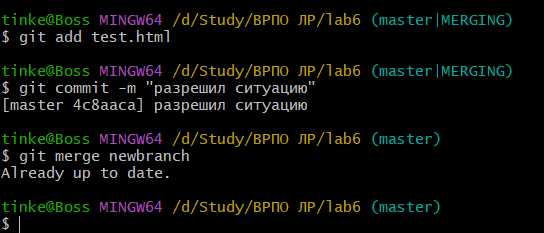 tinke@Boss MINGW64 /d/Study/ВРПО ЛР/lab6 (master|MERGING)
$ git add test.html
tinke@Boss MINGW64 /d/Study/ВРПО ЛР/lab6 (master|MERGING)
$ git commit -m "разрешил ситуацию"
[master 4c8aaca] разрешил ситуацию
tinke@Boss MINGW64 /d/Study/ВРПО ЛР/lab6 (master)
$ git merge newbranch
Already up to date.
tinke@Boss MINGW64 /d/Study/ВРПО ЛР/lab6 (master)
$